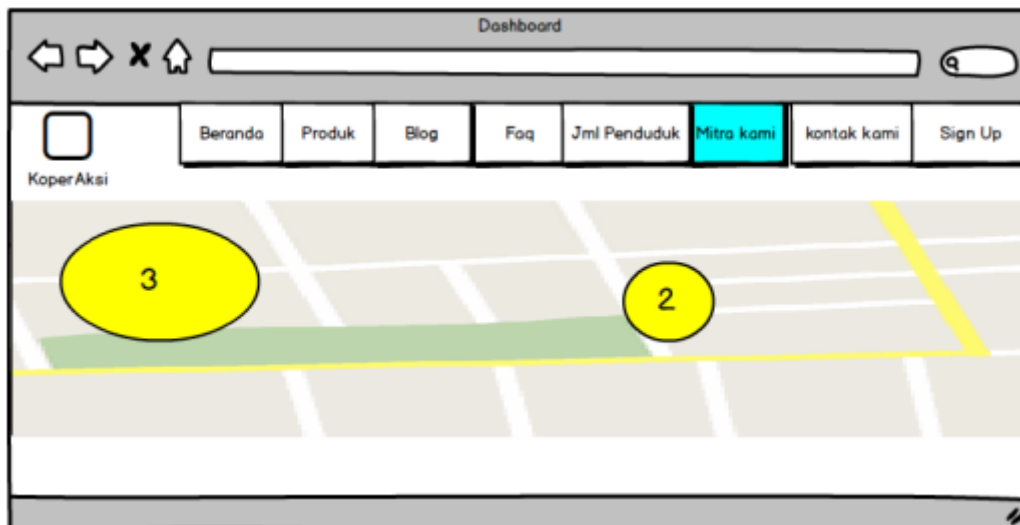 Dashboard
Beranda Produk Blog Faq Jml Penduduk Mitra kami kontak kami Sign Up
KoperAksi
3
2